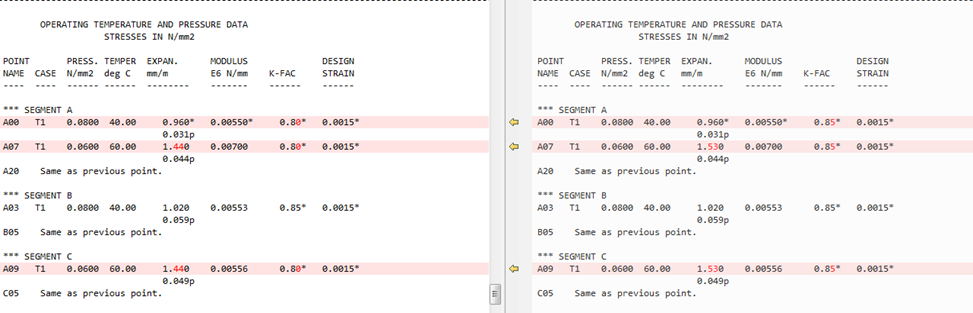 OPERATING TEMPERATURE AND PRESSURE DATA
STRESSES IN N/mm2
POINT PRESS. TEMPER EXPAN. MODULUS DESIGN
NAME CASE N/mm2 deg C mm/m E6 N/mm K-FAC STRAIN
---- ---- ------ ------ -------- ------- ------ ------
*** SEGMENT A
A00 T1 0.0800 40.00 0.960* 0.00550* 0.80* 0.0015*
0.031p
A07 T1 0.0600 60.00 1.440 0.00700 0.80* 0.0015*
0.044p
A20 Same as previous point.
*** SEGMENT B
A03 T1 0.0800 40.00 1.020 0.00553 0.85* 0.0015*
0.059p
B05 Same as previous point.
*** SEGMENT C
A09 T1 0.0600 60.00 1.440 0.00556 0.80* 0.0015*
0.049p
C05 Same as previous point.
OPERATING TEMPERATURE AND PRESSURE DATA
STRESSES IN N/mm2
POINT PRESS. TEMPER EXPAN. MODULUS DESIGN
NAME CASE N/mm2 deg C mm/m E6 N/mm K-FAC STRAIN
---- ---- ------ ------ -------- ------- ------ ------
*** SEGMENT A
A00 T1 0.0800 40.00 0.960* 0.00550* 0.85* 0.0015*
0.031p
A07 T1 0.0600 60.00 1.530 0.00700 0.85* 0.0015*
0.044p
A20 Same as previous point.
*** SEGMENT B
A03 T1 0.0800 40.00 1.020 0.00553 0.85* 0.0015*
0.059p
B05 Same as previous point.
*** SEGMENT C
A09 T1 0.0600 60.00 1.530 0.00556 0.85* 0.0015*
0.049p
C05 Same as previous point.